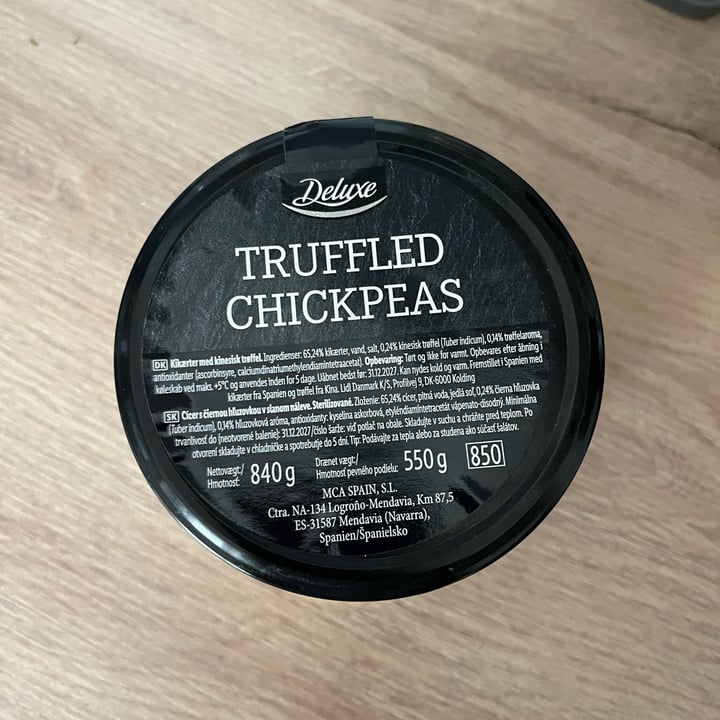 Deluxe
TRUFFLED
CHICKPEAS
DK Kikærter med kinesisk trøffel. Ingredienser: 65,24% kikærter, vand, salt, 0,24% kinesisk trøffel (Tuber indicum), 0,14% trøffelaroma,
antioxidanter (ascorbinsyre, calciumdinatriumethylendiamintetraacetat). Opbevaring: Tørt og ikke for varmt. Opbevares efter åbning i
køleskab ved maks. +5°C og anvendes inden for 5 dage. Uåbnet bedst før: 31.12.2027. Kan nydes kold og varm. Fremstillet i Spanien med
kikærter fra Spanien og trøffel fra Kina. Lidl Danmark K/S, Profilvej 9, DK-6000 Kolding
SK Cícer s čiernou hľuzovkou v slanom náleve. Sterilizované. Zloženie: 65,24% cícer, pitná voda, jedlá soľ, 0,24% čierna hľuzovka
(Tuber indicum), 0,14% hľuzovková aróma, antioxidanty: kyselina askorbová, etyléndiamíntetraacetát vápenato-disodný. Minimálna
trvanlivosť do (neotvorené balenie): 31.12.2027/číslo šarže: viď potlač na obale. Skladujte v suchu a chráňte pred teplom. Po
otvorení skladujte v chladničke a spotrebujte do 5 dní. Tip: Podávajte za tepla alebo za studena ako súčasť šalátov.
Nettovægt:/ Hmotnosť: 840 g Drænet vægt:/ Hmotnosť pevného podielu: 550 g 850
MCA SPAIN, S.L.
Ctra. NA-134 Logroño-Mendavia, Km 87,5
ES-31587 Mendavia (Navarra),
Spanien/Španielsko